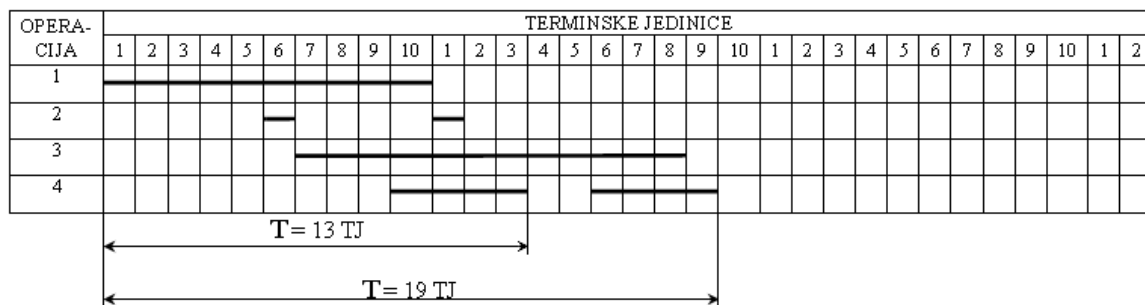 OPERA-
CIJA
TERMINSKE JEDINICE
1 2 3 4 5 6 7 8 9 10 1 2 3 4 5 6 7 8 9 10 1 2 3 4 5 6 7 8 9 10 1 2
1
2
3
4
T= 13 TJ
T= 19 TJ